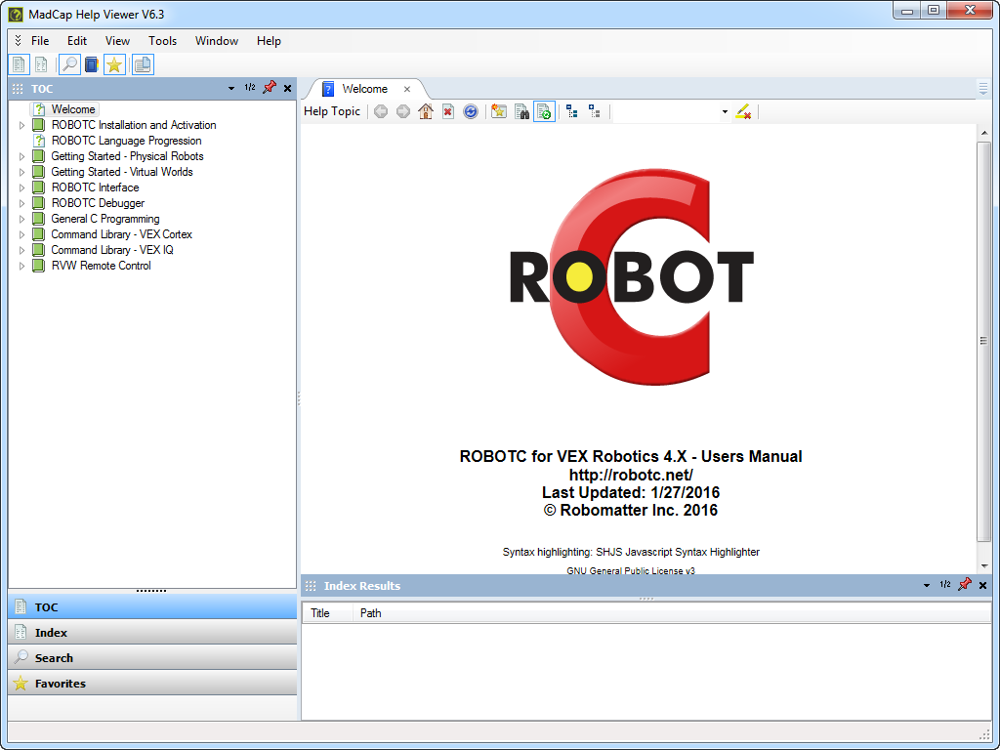 MadCap Help Viewer V6.3
File Edit View Tools Window Help
TOC 1/2
Welcome
ROBOTC Installation and Activation
ROBOTC Language Progression
Getting Started - Physical Robots
Getting Started - Virtual Worlds
ROBOTC Interface
ROBOTC Debugger
General C Programming
Command Library - VEX Cortex
Command Library - VEX IQ
RVW Remote Control
TOC
Index
Search
Favorites
Welcome
Help Topic
ROBOT
C
ROBOTC for VEX Robotics 4.X - Users Manual
http://robotc.net/
Last Updated: 1/27/2016
© Robomatter Inc. 2016
Syntax highlighting: SHJS Javascript Syntax Highlighter
GNU General Public License v3
Index Results 1/2
Title Path